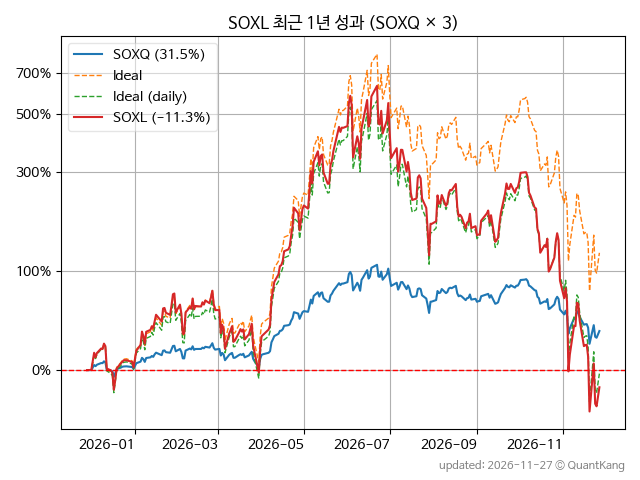 SOXL 최근 1년 성과 (SOXQ × 3)
SOXQ (31.5%)
Ideal
Ideal (daily)
SOXL (−11.3%)
700%
500%
300%
100%
0%
2026-01 2026-03 2026-05 2026-07 2026-09 2026-11
updated: 2026-11-27 © QuantKang